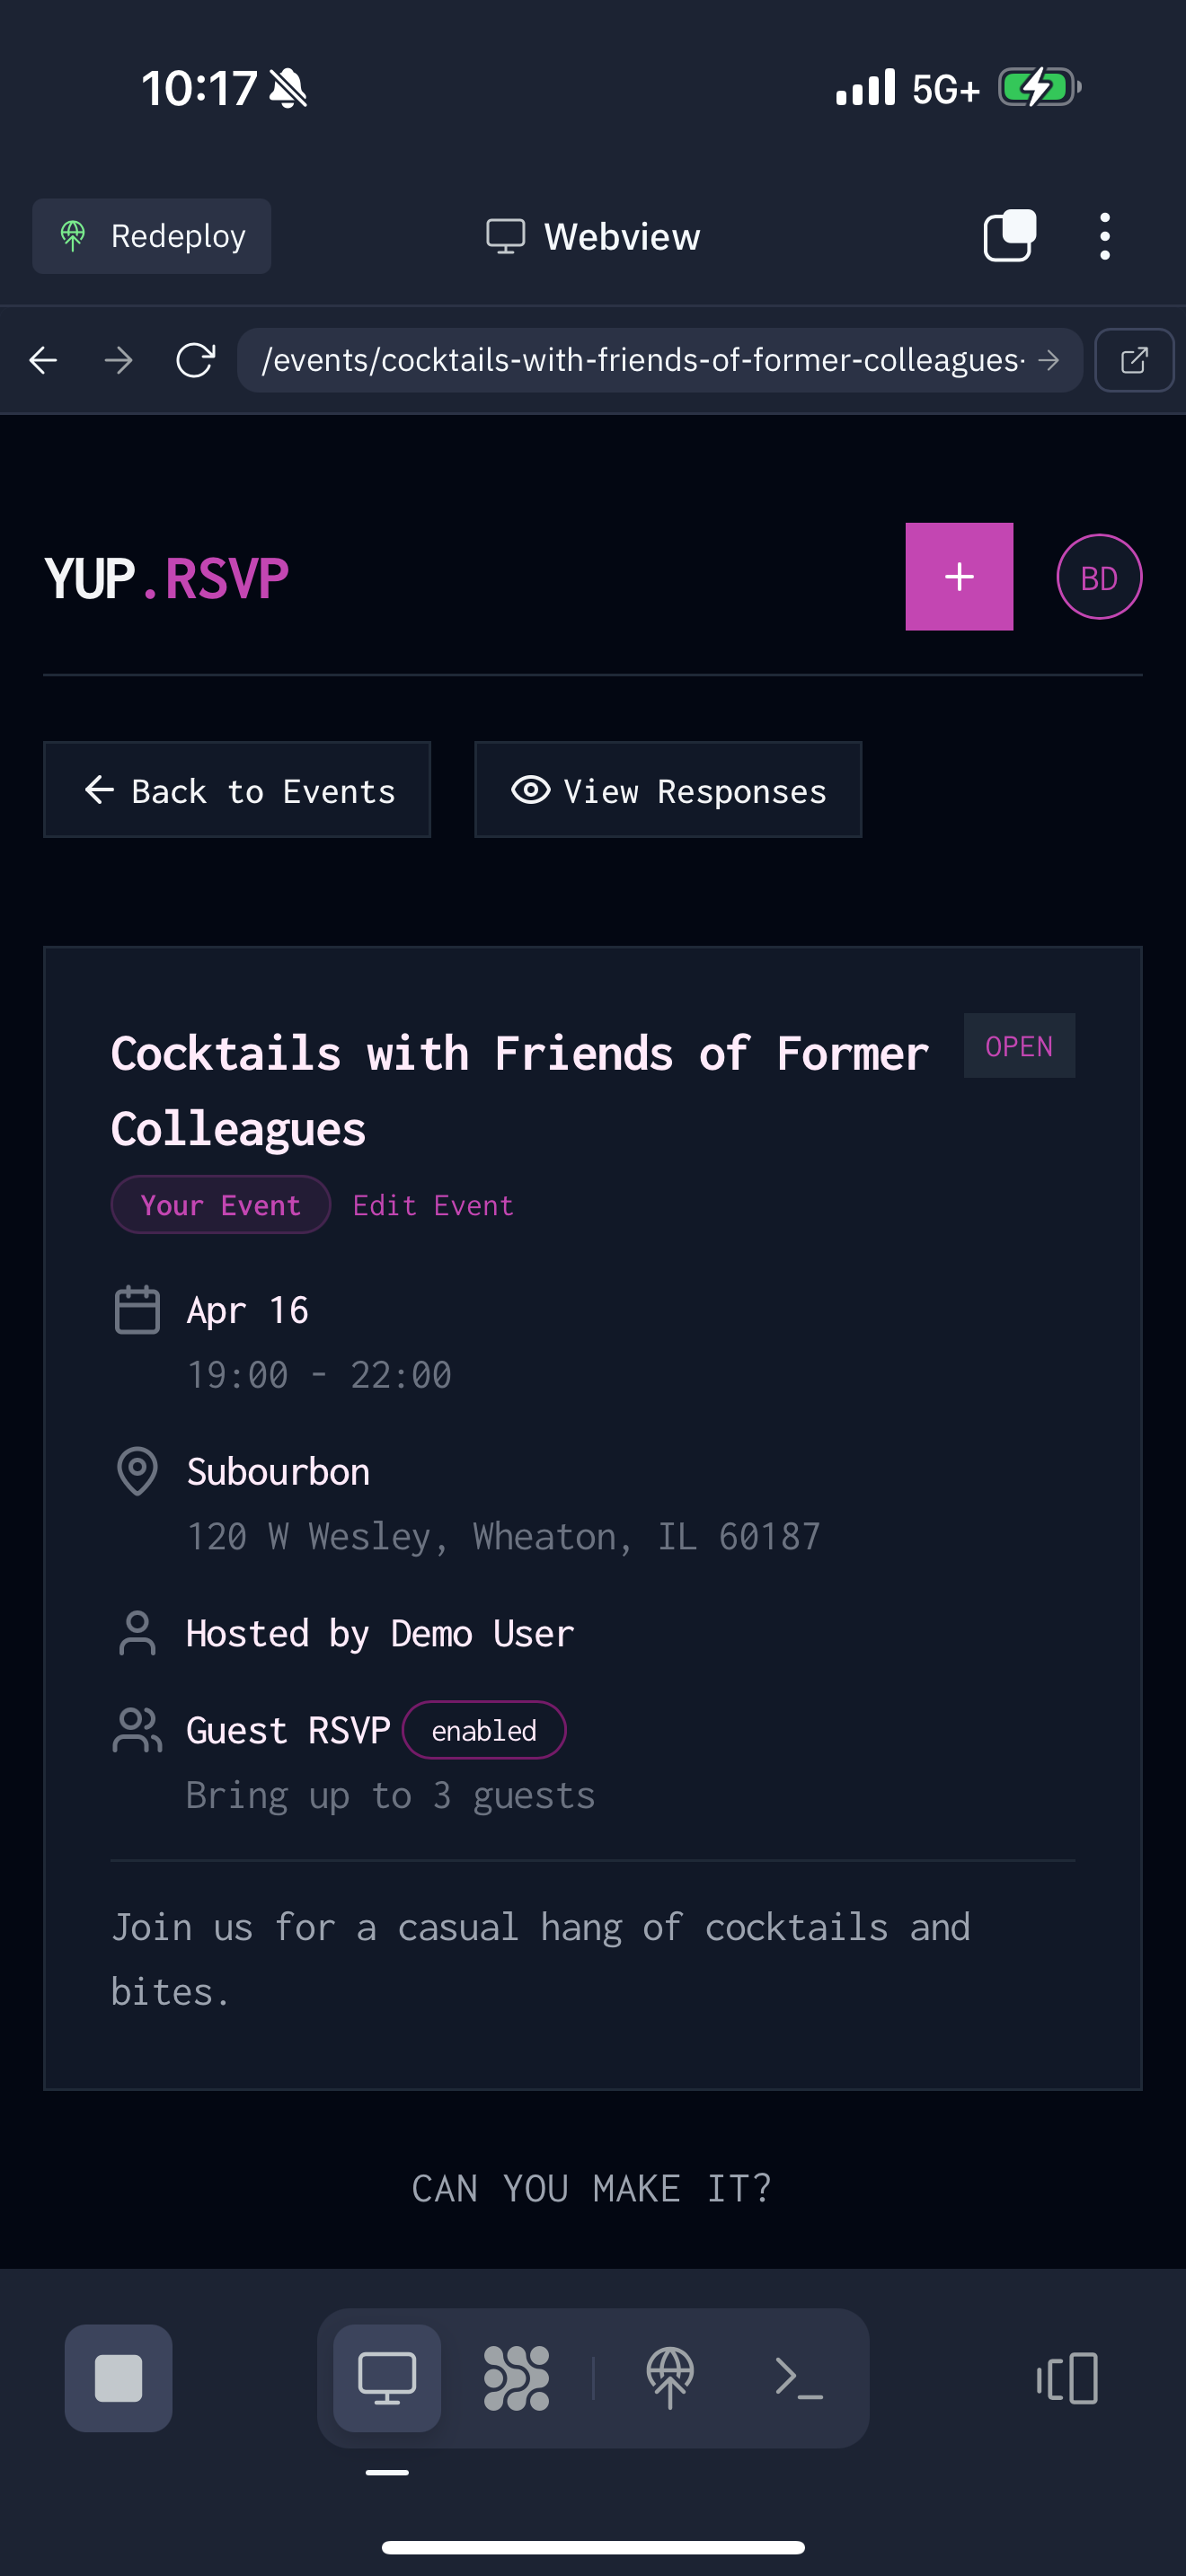 10:17
5G+
Redeploy
Webview
/events/cocktails-with-friends-of-former-colleagues-
YUP.RSVP
+
BD
Back to Events
View Responses
Cocktails with Friends of Former
Colleagues
OPEN
Your Event
Edit Event
Apr 16
19:00 - 22:00
Subourbon
120 W Wesley, Wheaton, IL 60187
Hosted by Demo User
Guest RSVP
enabled
Bring up to 3 guests
Join us for a casual hang of cocktails and
bites.
CAN YOU MAKE IT?